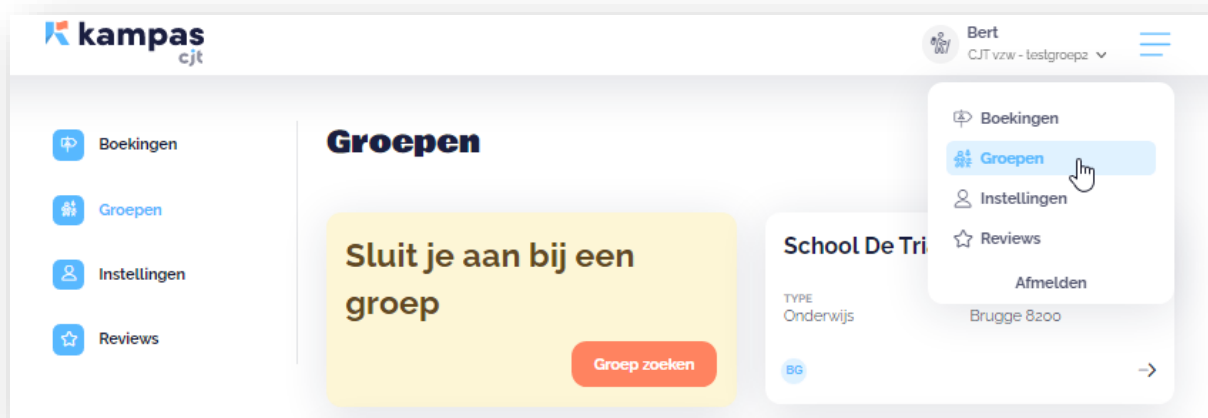 kampas
cjt
Bert
CJT vzw - testgroep2
Boekingen
Groepen
Instellingen
Reviews
Groepen
Sluit je aan bij een
groep
Groep zoeken
School De Tri
TYPE
Onderwijs
Brugge 8200
BG
Boekingen
Groepen
Instellingen
Reviews
Afmelden